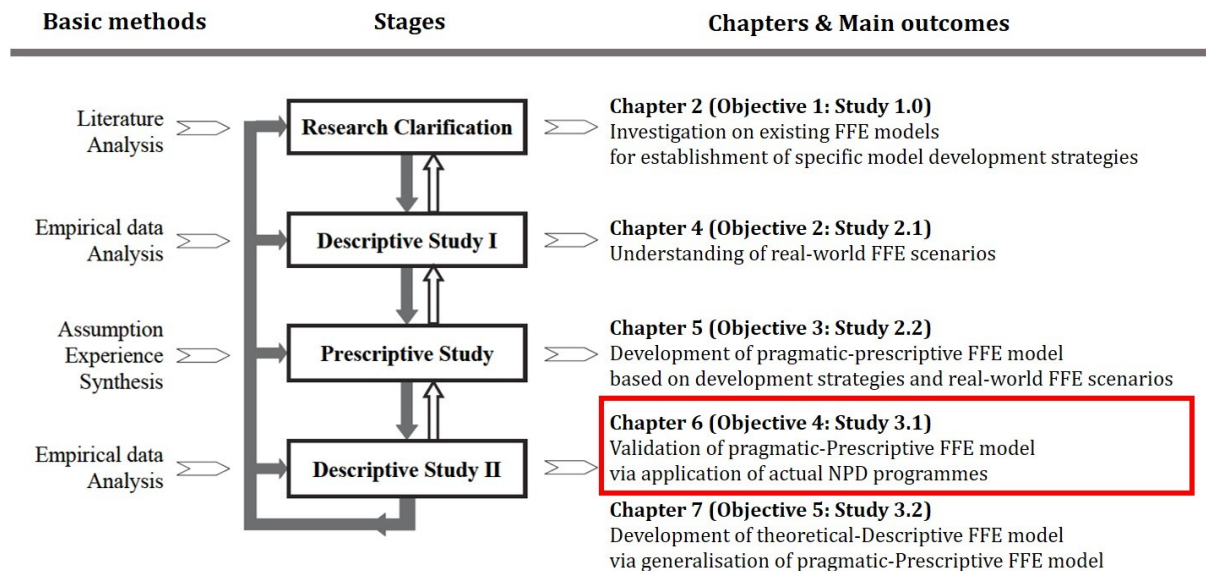 Basic methods
Stages
Chapters & Main outcomes
Literature
Analysis
Research Clarification
Chapter 2 (Objective 1: Study 1.0)
Investigation on existing FFE models
for establishment of specific model development strategies
Empirical data
Analysis
Descriptive Study I
Chapter 4 (Objective 2: Study 2.1)
Understanding of real-world FFE scenarios
Assumption
Experience
Synthesis
Prescriptive Study
Chapter 5 (Objective 3: Study 2.2)
Development of pragmatic-prescriptive FFE model
based on development strategies and real-world FFE scenarios
Empirical data
Analysis
Descriptive Study II
Chapter 6 (Objective 4: Study 3.1)
Validation of pragmatic-Prescriptive FFE model
via application of actual NPD programmes
Chapter 7 (Objective 5: Study 3.2)
Development of theoretical-Descriptive FFE model
via generalisation of pragmatic-Prescriptive FFE model